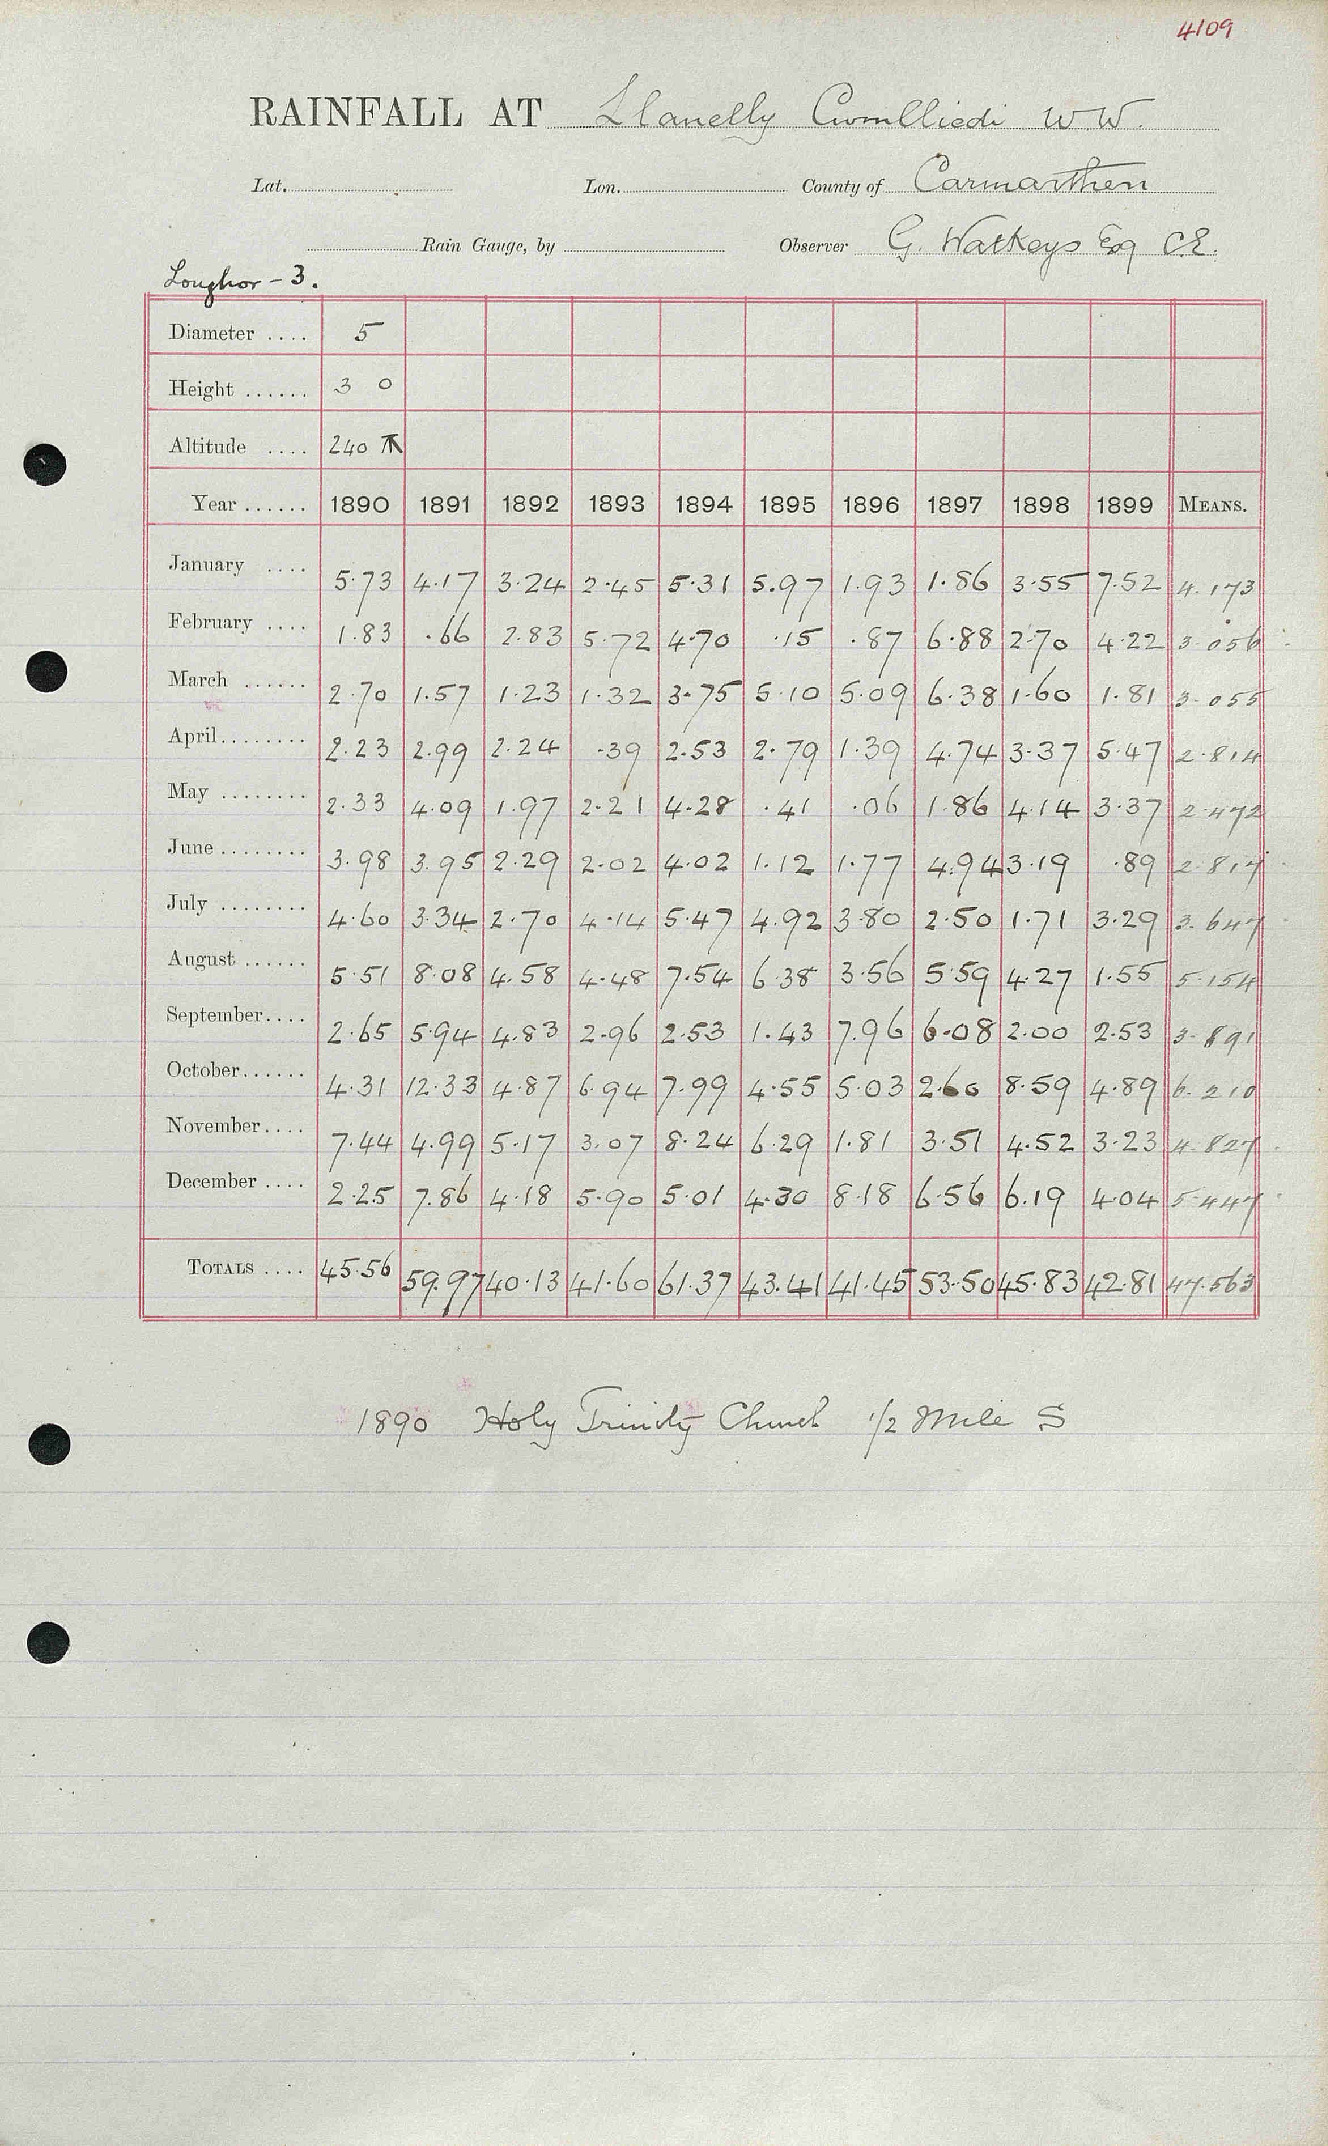 4109
RAINFALL AT Llanelly Cwmlliedi W.W.
Lat. Lon. County of Carmarthen
Rain Gauge, by Observer G. Watkeys Esq C.E.
Loughor - 3.
Diameter .... 5
Height ...... 3 0
Altitude .... 240
Year ...... 1890 1891 1892 1893 1894 1895 1896 1897 1898 1899 MEANS.
January .... 5.73 4.17 3.24 2.45 5.31 5.97 1.93 1.86 3.55 7.52 4.173
February .... 1.83 .66 2.83 5.72 4.70 .15 .87 6.88 2.70 4.22 3.056
March ...... 2.70 1.57 1.23 1.32 3.75 5.10 5.09 6.38 1.60 1.81 3.055
April ........ 2.23 2.99 2.24 .39 2.53 2.79 1.39 4.74 3.37 5.47 2.814
May ........ 2.33 4.09 1.97 2.21 4.28 .41 .06 1.86 4.14 3.37 2.472
June ........ 3.98 3.95 2.29 2.02 4.02 1.12 1.77 4.94 3.19 .89 2.817
July ........ 4.60 3.34 2.70 4.14 5.47 4.92 3.80 2.50 1.71 3.29 3.647
August ...... 5.51 8.08 4.58 4.48 7.54 6.38 3.56 5.59 4.27 1.55 5.154
September .... 2.65 5.94 4.83 2.96 2.53 1.43 7.96 6.08 2.00 2.53 3.891
October ...... 4.31 12.33 4.87 6.94 7.99 4.55 5.03 2.60 8.59 4.89 6.210
November .... 7.44 4.99 5.17 3.07 8.24 6.29 1.81 3.51 4.52 3.23 4.827
December .... 2.25 7.86 4.18 5.90 5.01 4.30 8.18 6.56 6.19 4.04 5.447
TOTALS .... 45.56 59.97 40.13 41.60 61.37 43.41 41.45 53.50 45.83 42.81 47.563
1890 Holy Trinity Church 1/2 Mile S